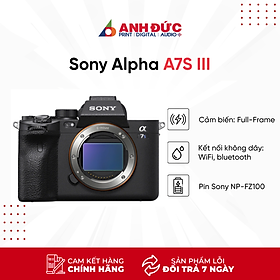 ANH ĐỨC
PRINT | DIGITAL | AUDIO
Sony Alpha A7S III
SONY
α
7S
Cảm biến: Full-Frame
Kết nối không dây:
WiFi, bluetooth
Pin Sony NP-FZ100
CAM KẾT HÀNG
CHÍNH HÃNG
SẢN PHẨM LỖI
ĐỔI TRẢ 7 NGÀY